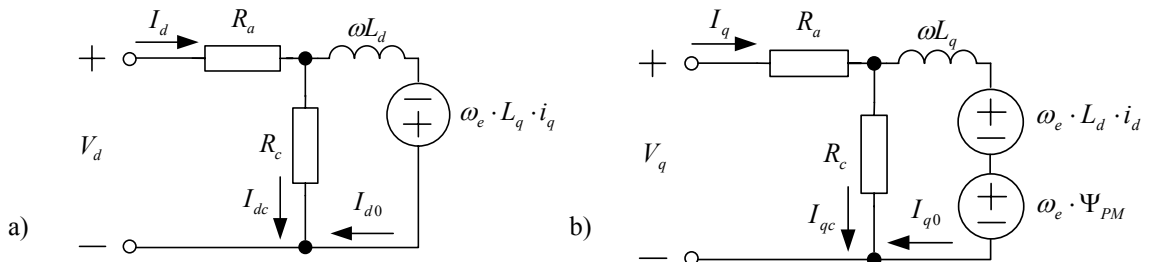 I_d R_a ωL_d
+
− + ω_e · L_q · i_q
V_d R_c
I_dc I_d0
a) −
I_q R_a ωL_q
+
+ − ω_e · L_d · i_d
V_q R_c
+ − ω_e · Ψ_PM
I_qc I_q0
b) −